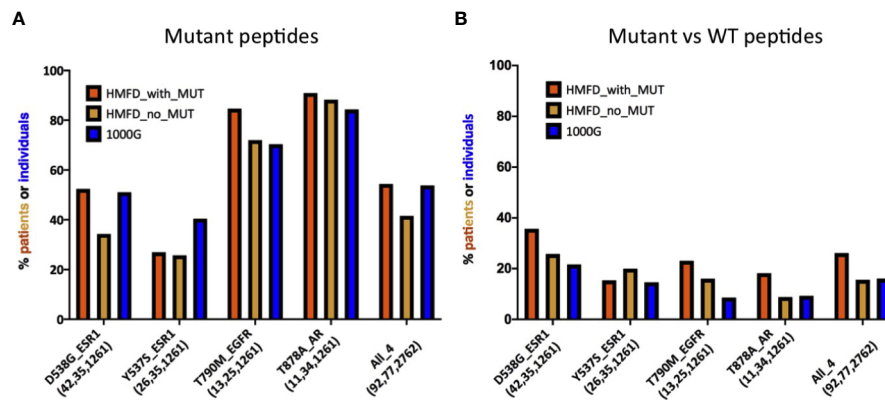 A
Mutant peptides
% patients or individuals
100
80
60
40
20
0
HMFD_with_MUT
HMFD_no_MUT
1000G
D538G_ESR1
(42,35,1261)
Y537S_ESR1
(26,35,1261)
T790M_EGFR
(13,25,1261)
T878A_AR
(11,34,1261)
All_4
(92,77,2762)
B
Mutant vs WT peptides
% patients or individuals
100
80
60
40
20
0
HMFD_with_MUT
HMFD_no_MUT
1000G
D538G_ESR1
(42,35,1261)
Y537S_ESR1
(26,35,1261)
T790M_EGFR
(13,25,1261)
T878A_AR
(11,34,1261)
All_4
(92,77,2762)